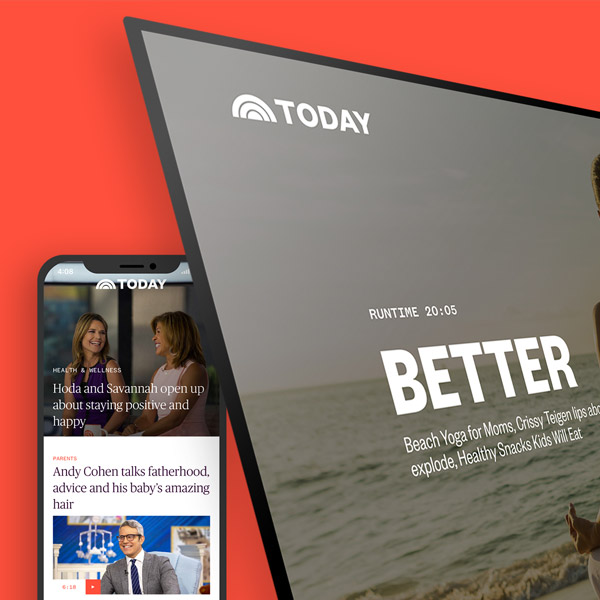 TODAY
RUNTIME 20:05
BETTER
Beach Yoga for Moms, Crissy Teigen lips
explode, Healthy Snacks Kids Will Eat
4:08
TODAY
HEALTH & WELLNESS
Hoda and Savannah open up
about staying positive and
happy
PARENTS
Andy Cohen talks fatherhood,
advice and his baby's amazing
hair
6:18